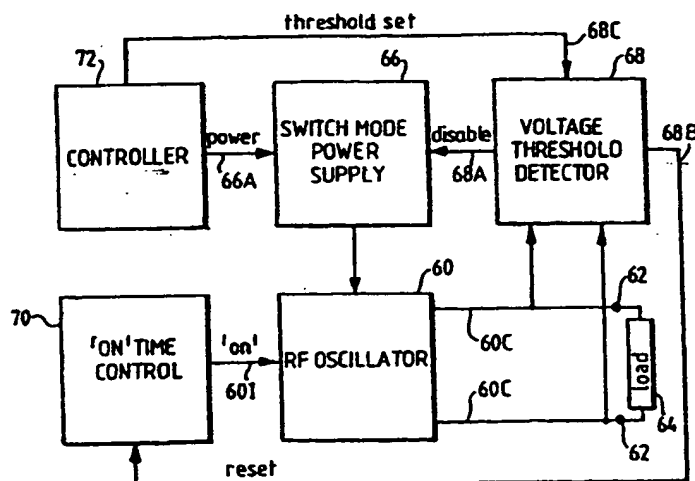 threshold set
68C
72
66
68
68B
CONTROLLER
power
66A
SWITCH MODE
POWER
SUPPLY
disable
68A
VOLTAGE
THRESHOLD
DETECTOR
70
'ON' TIME
CONTROL
'on'
60I
60
RF OSCILLATOR
60C
60C
62
load
64
62
reset